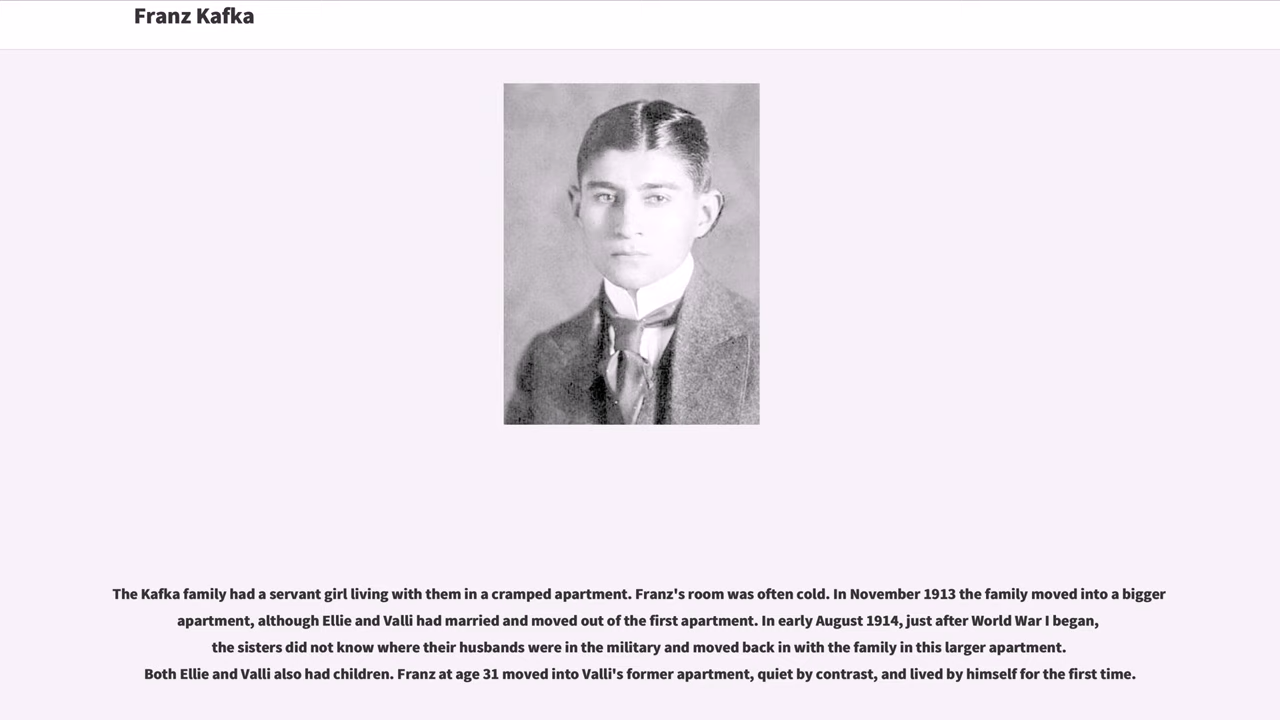 Franz Kafka
The Kafka family had a servant girl living with them in a cramped apartment. Franz's room was often cold. In November 1913 the family moved into a bigger
apartment, although Ellie and Valli had married and moved out of the first apartment. In early August 1914, just after World War I began,
the sisters did not know where their husbands were in the military and moved back in with the family in this larger apartment.
Both Ellie and Valli also had children. Franz at age 31 moved into Valli's former apartment, quiet by contrast, and lived by himself for the first time.